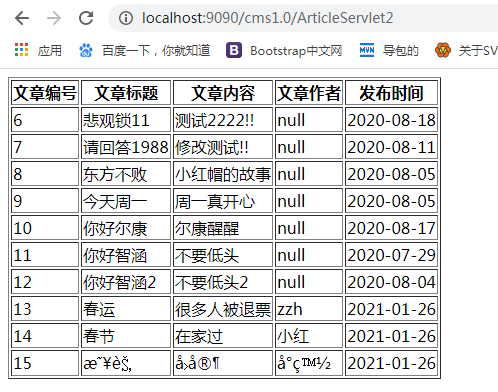 localhost:9090/cms1.0/ArticleServlet2
应用 百度一下，你就知道 B Bootstrap中文网 MVN 导包的 关于SV
文章编号 文章标题 文章内容 文章作者 发布时间
6 悲观锁11 测试2222!! null 2020-08-18
7 请回答1988 修改测试!! null 2020-08-11
8 东方不败 小红帽的故事 null 2020-08-05
9 今天周一 周一真开心 null 2020-08-05
10 你好尔康 尔康醒醒 null 2020-08-17
11 你好智涵 不要低头 null 2020-07-29
12 你好智涵2 不要低头2 null 2020-08-04
13 春运 很多人被退票 zzh 2021-01-26
14 春节 在家过 小红 2021-01-26
15 2021-01-26